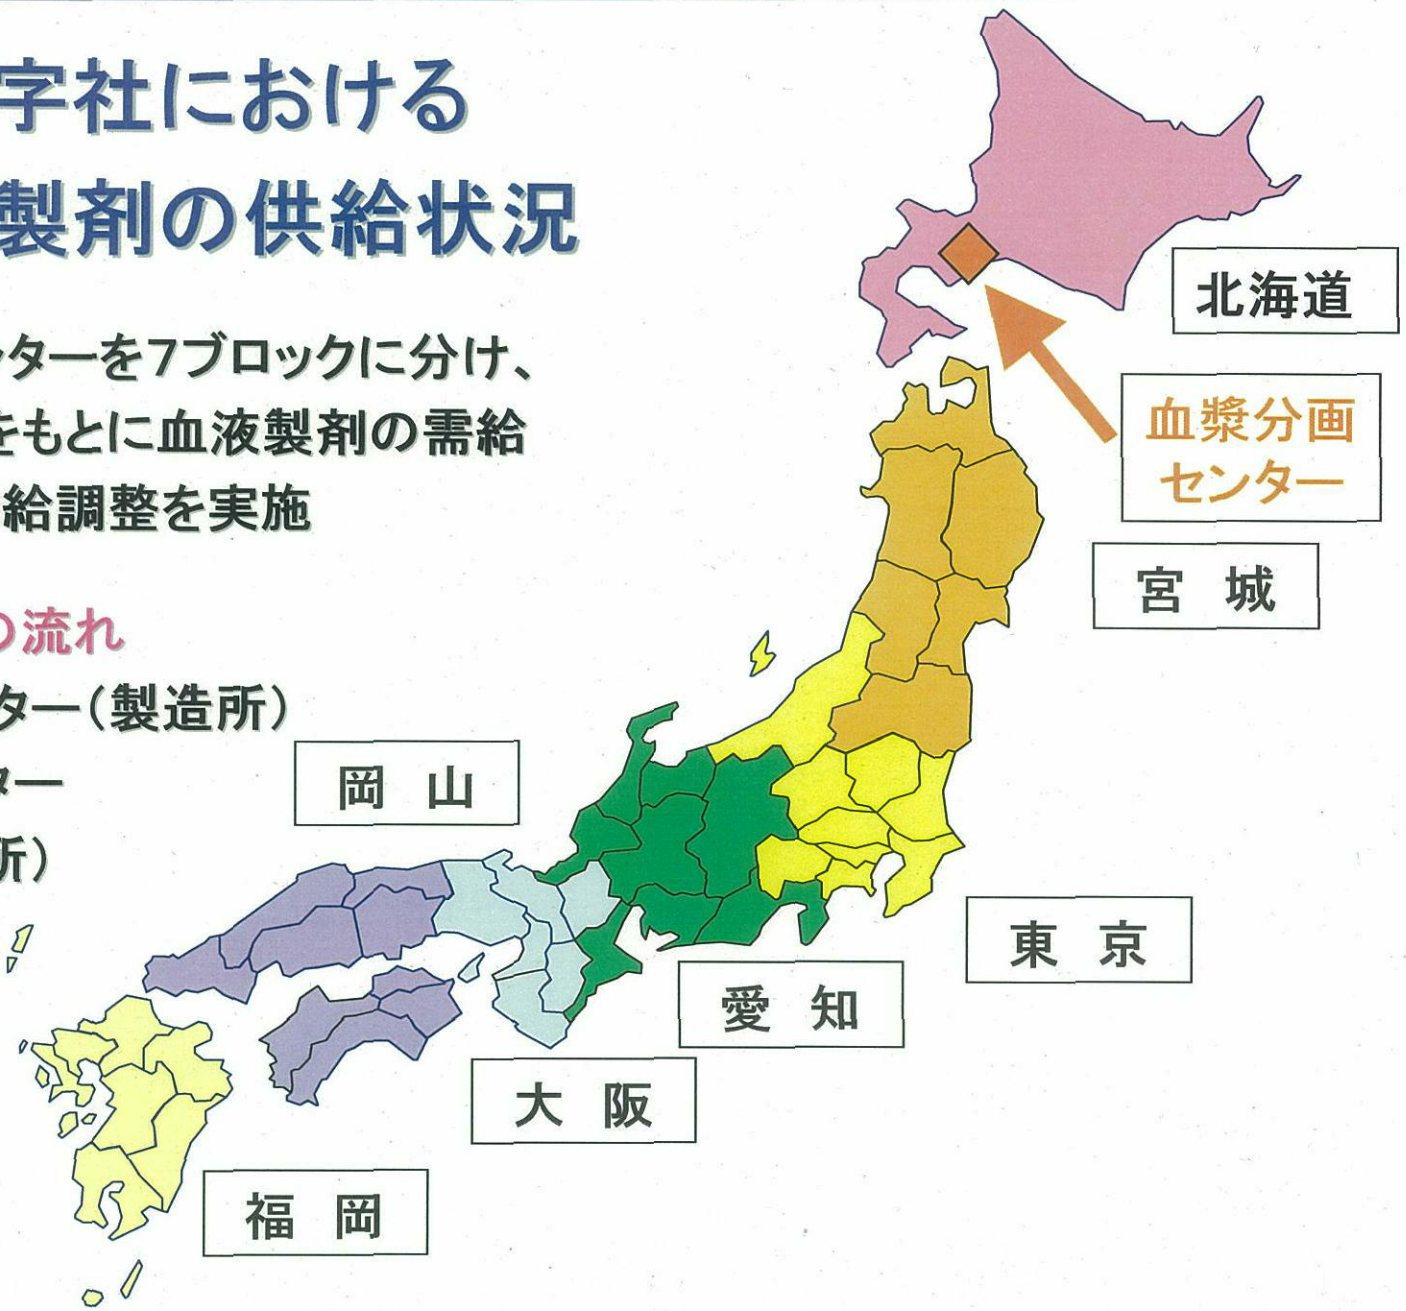 字社における
製剤の供給状況
ターを7ブロックに分け、
をもとに血液製剤の需給
給調整を実施
の流れ
ター（製造所）
ター
所）
北海道
血漿分画
センター
宮 城
岡 山
東 京
愛 知
大 阪
福 岡